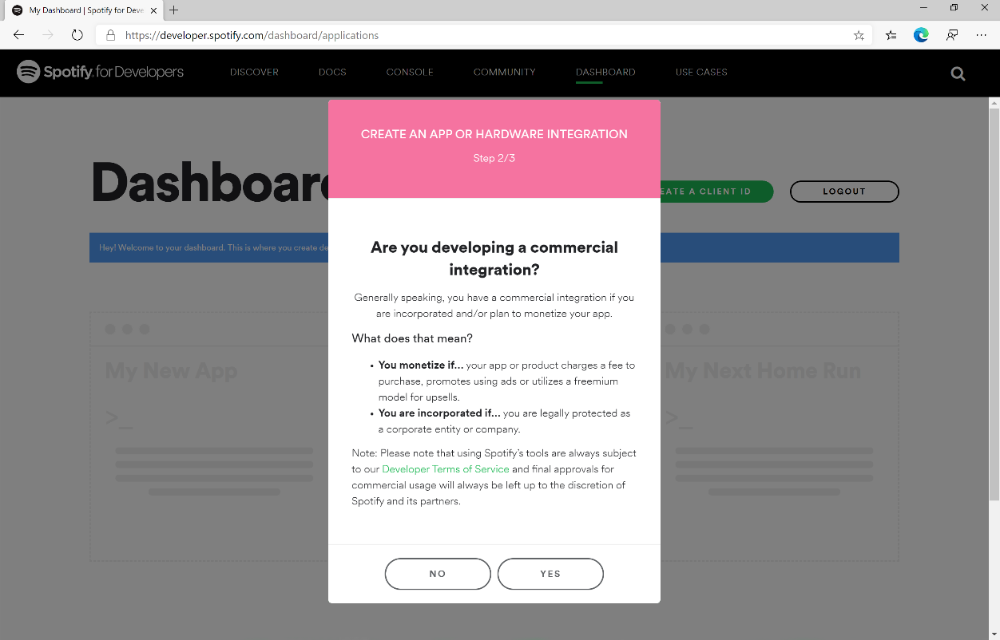 My Dashboard | Spotify for Deve
https://developer.spotify.com/dashboard/applications
Spotify for Developers
DISCOVER
DOCS
CONSOLE
COMMUNITY
DASHBOARD
USE CASES
CREATE AN APP OR HARDWARE INTEGRATION
Step 2/3
Dashboard
EATE A CLIENT ID
LOGOUT
Hey! Welcome to your dashboard. This is where you create de
Are you developing a commercial
integration?
Generally speaking, you have a commercial integration if you
are incorporated and/or plan to monetize your app.
What does that mean?
• You monetize if... your app or product charges a fee to
purchase, promotes using ads or utilizes a freemium
model for upsells.
• You are incorporated if... you are legally protected as
a corporate entity or company.
Note: Please note that using Spotify's tools are always subject
to our Developer Terms of Service and final approvals for
commercial usage will always be left up to the discretion of
Spotify and its partners.
My New App
>_
My Next Home Run
>_
NO
YES